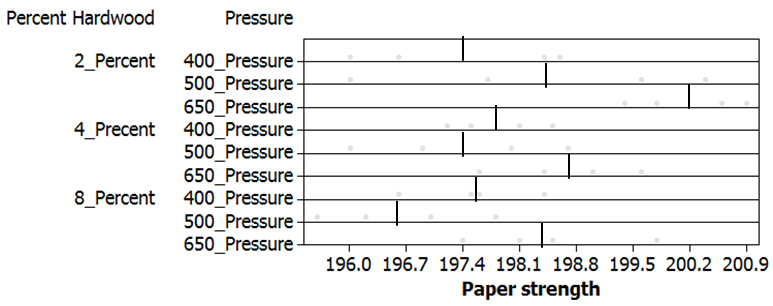 Percent Hardwood Pressure
2_Percent 400_Pressure
500_Pressure
650_Pressure
4_Precent 400_Pressure
500_Pressure
650_Pressure
8_Percent 400_Pressure
500_Pressure
650_Pressure
196.0 196.7 197.4 198.1 198.8 199.5 200.2 200.9
Paper strength